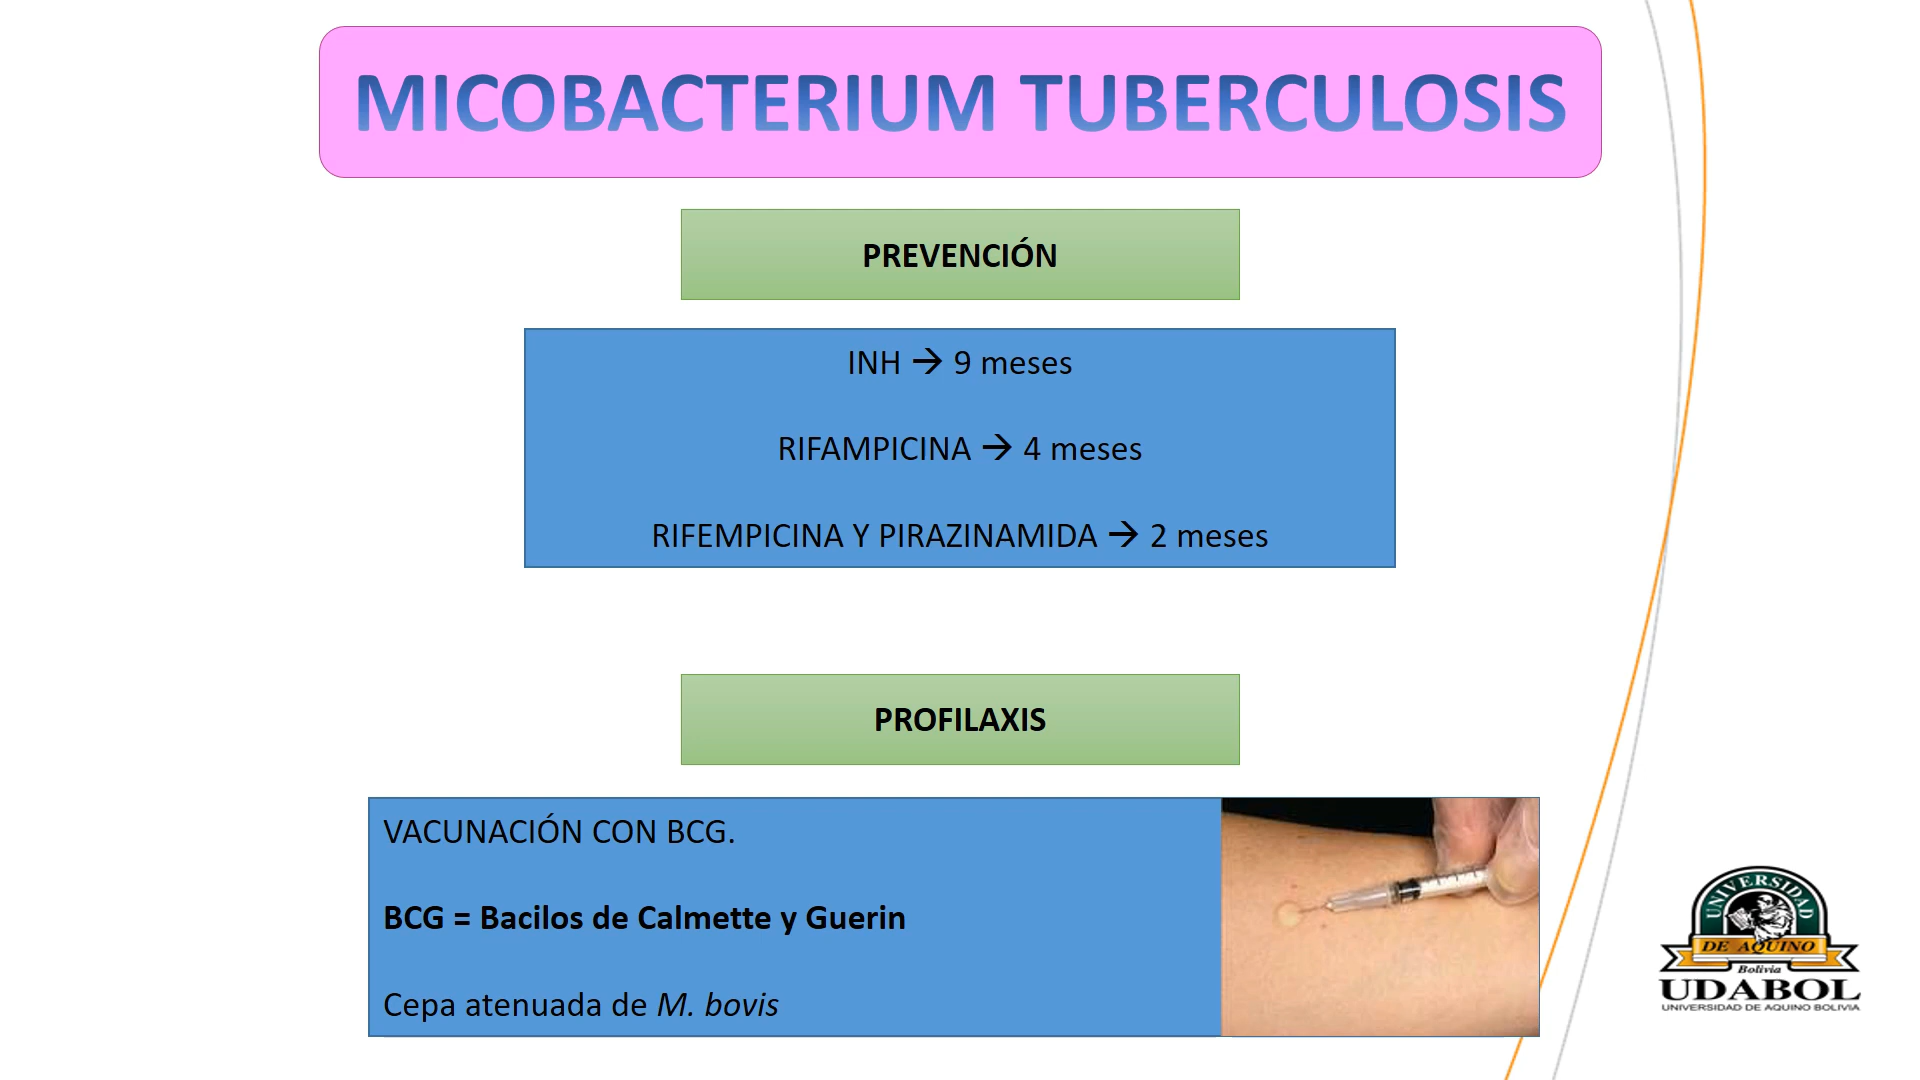 MICOBACTERIUM TUBERCULOSIS
PREVENCIÓN
INH → 9 meses
RIFAMPICINA → 4 meses
RIFEMPICINA Y PIRAZINAMIDA → 2 meses
PROFILAXIS
VACUNACIÓN CON BCG.
BCG = Bacilos de Calmette y Guerin
Cepa atenuada de M. bovis
UNIVERSIDAD
DE AQUINO
Bolivia
UDABOL
UNIVERSIDAD DE AQUINO BOLIVIA